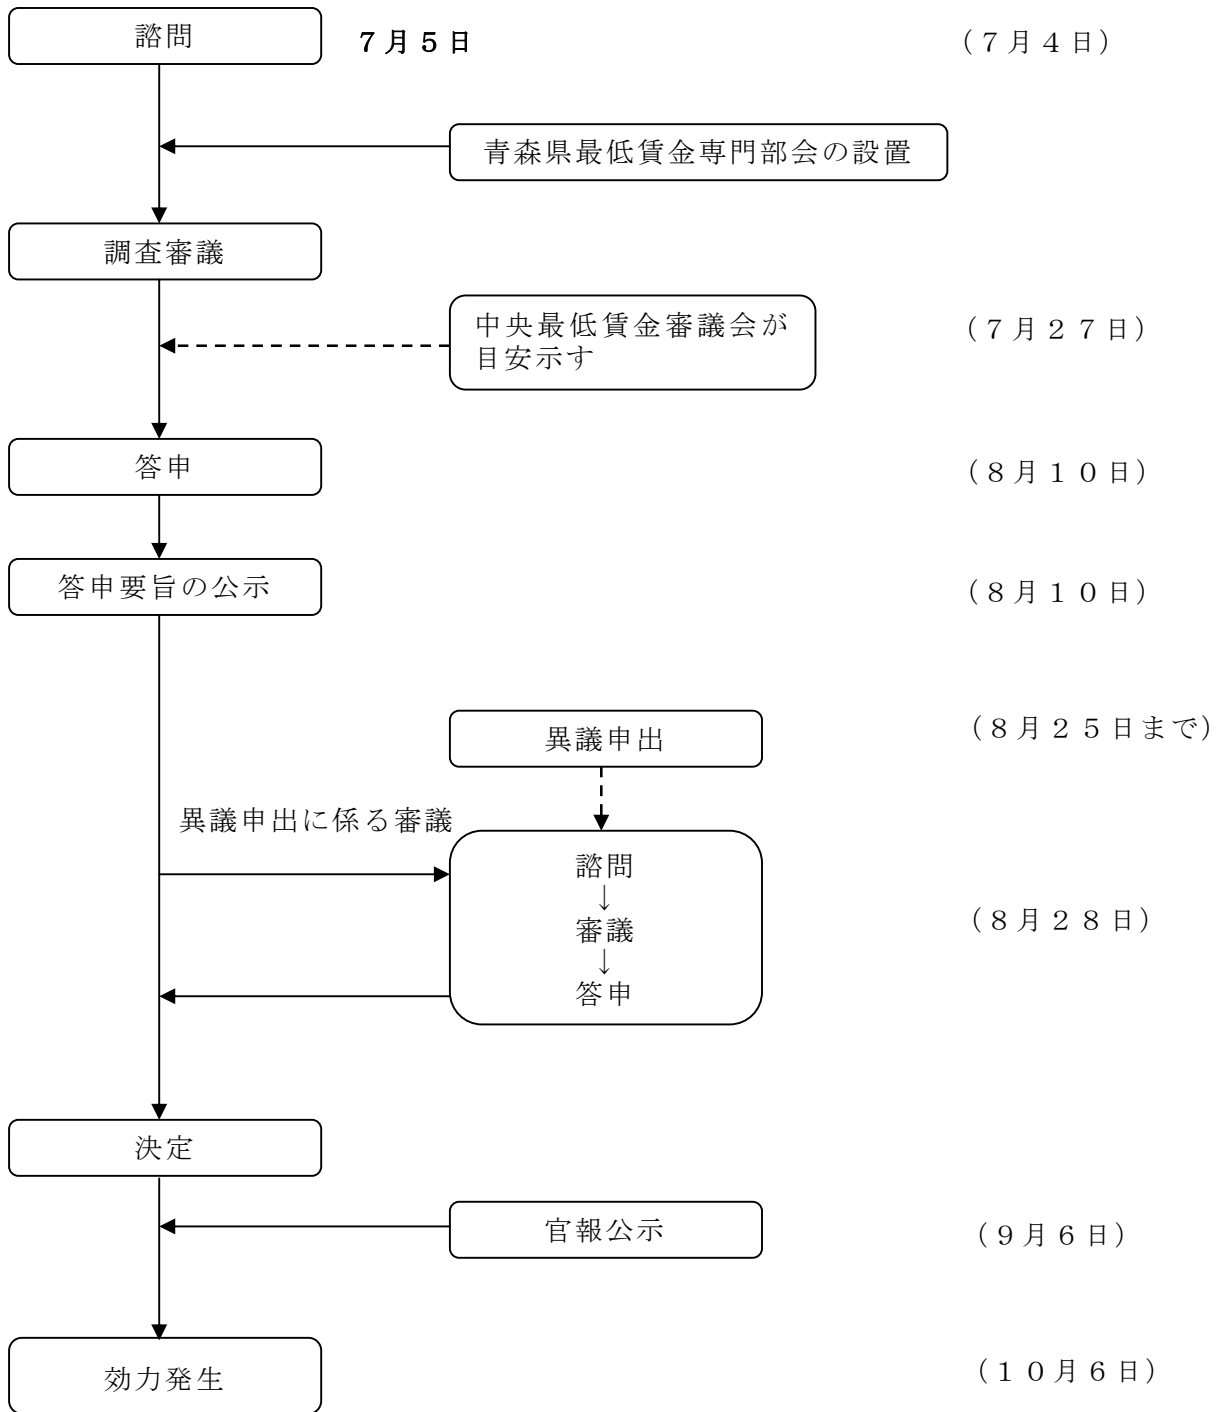 諮問
７月５日
（７月４日）
青森県最低賃金専門部会の設置
調査審議
中央最低賃金審議会が
目安示す
（７月２７日）
答申
（８月１０日）
答申要旨の公示
（８月１０日）
異議申出
（８月２５日まで）
異議申出に係る審議
諮問
↓
審議
↓
答申
（８月２８日）
決定
官報公示
（９月６日）
効力発生
（１０月６日）